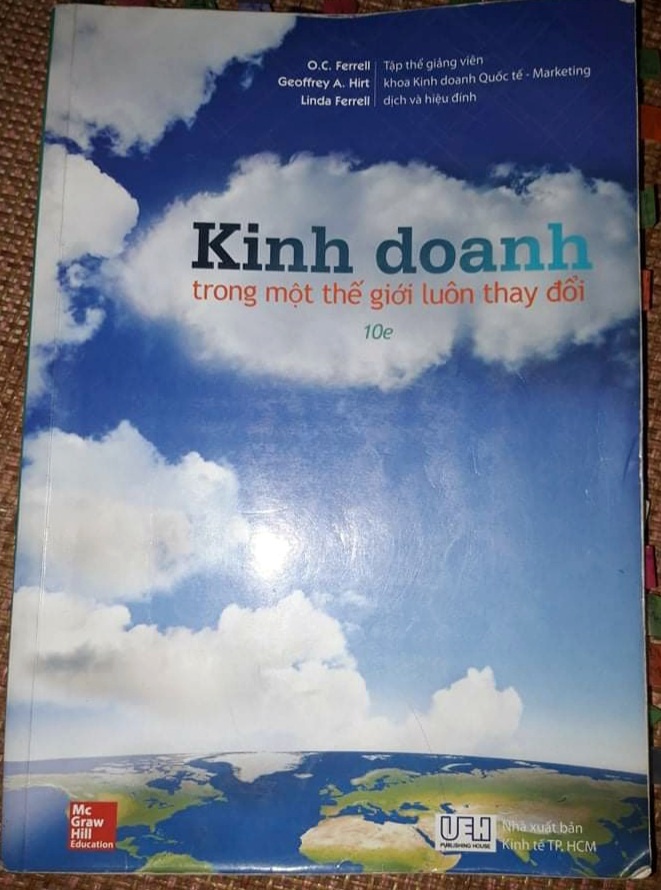 O.C. Ferrell | Tập thể giảng viên
Geoffrey A. Hirt | khoa Kinh doanh Quốc tế - Marketing
Linda Ferrell | dịch và hiệu đính
Kinh doanh
trong một thế giới luôn thay đổi
10e
Mc
Graw
Hill
Education
UEH
PUBLISHING HOUSE
Nhà xuất bản
Kinh tế TP. HCM